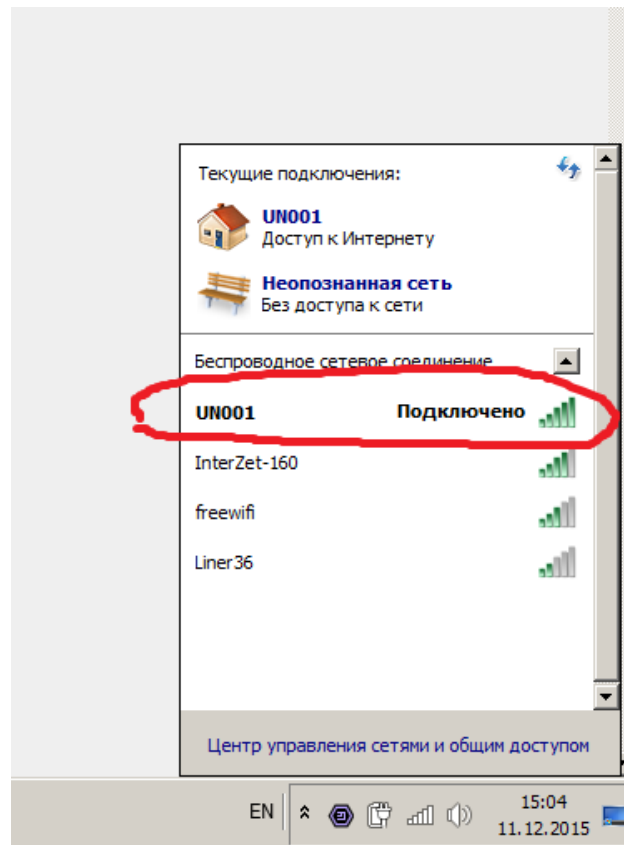 Текущие подключения:
UN001
Доступ к Интернету
Неопознанная сеть
Без доступа к сети
Беспроводное сетевое соединение
UN001 Подключено
InterZet-160
freewifi
Liner36
Центр управления сетями и общим доступом
EN 15:04
11.12.2015